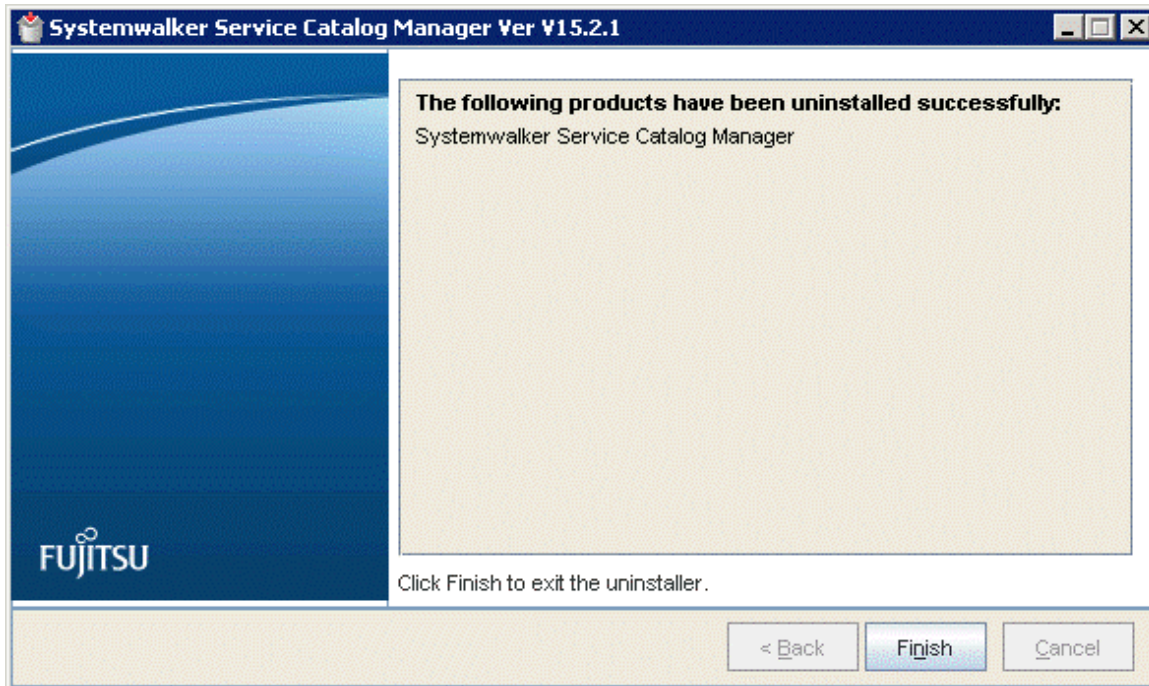 Systemwalker Service Catalog Manager Ver V15.2.1
The following products have been uninstalled successfully:
Systemwalker Service Catalog Manager
FUJITSU
Click Finish to exit the uninstaller.
< Back
Finish
Cancel